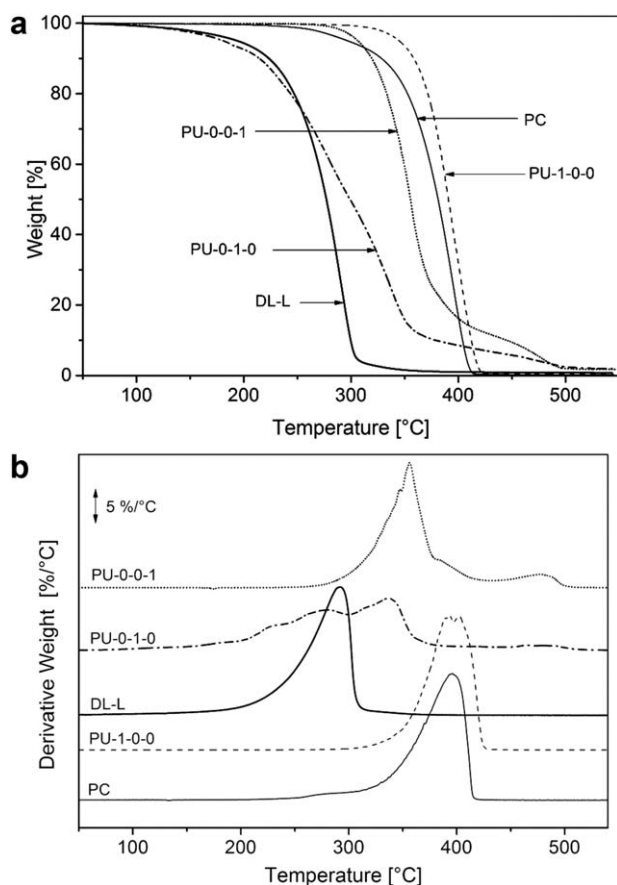 a
100
80
60
40
20
0
Weight [%]
PU-0-0-1
PC
PU-1-0-0
PU-0-1-0
DL-L
100
200
300
400
500
Temperature [°C]
b
5 %/°C
PU-0-0-1
PU-0-1-0
DL-L
PU-1-0-0
PC
Derivative Weight [%/°C]
100
200
300
400
500
Temperature [°C]